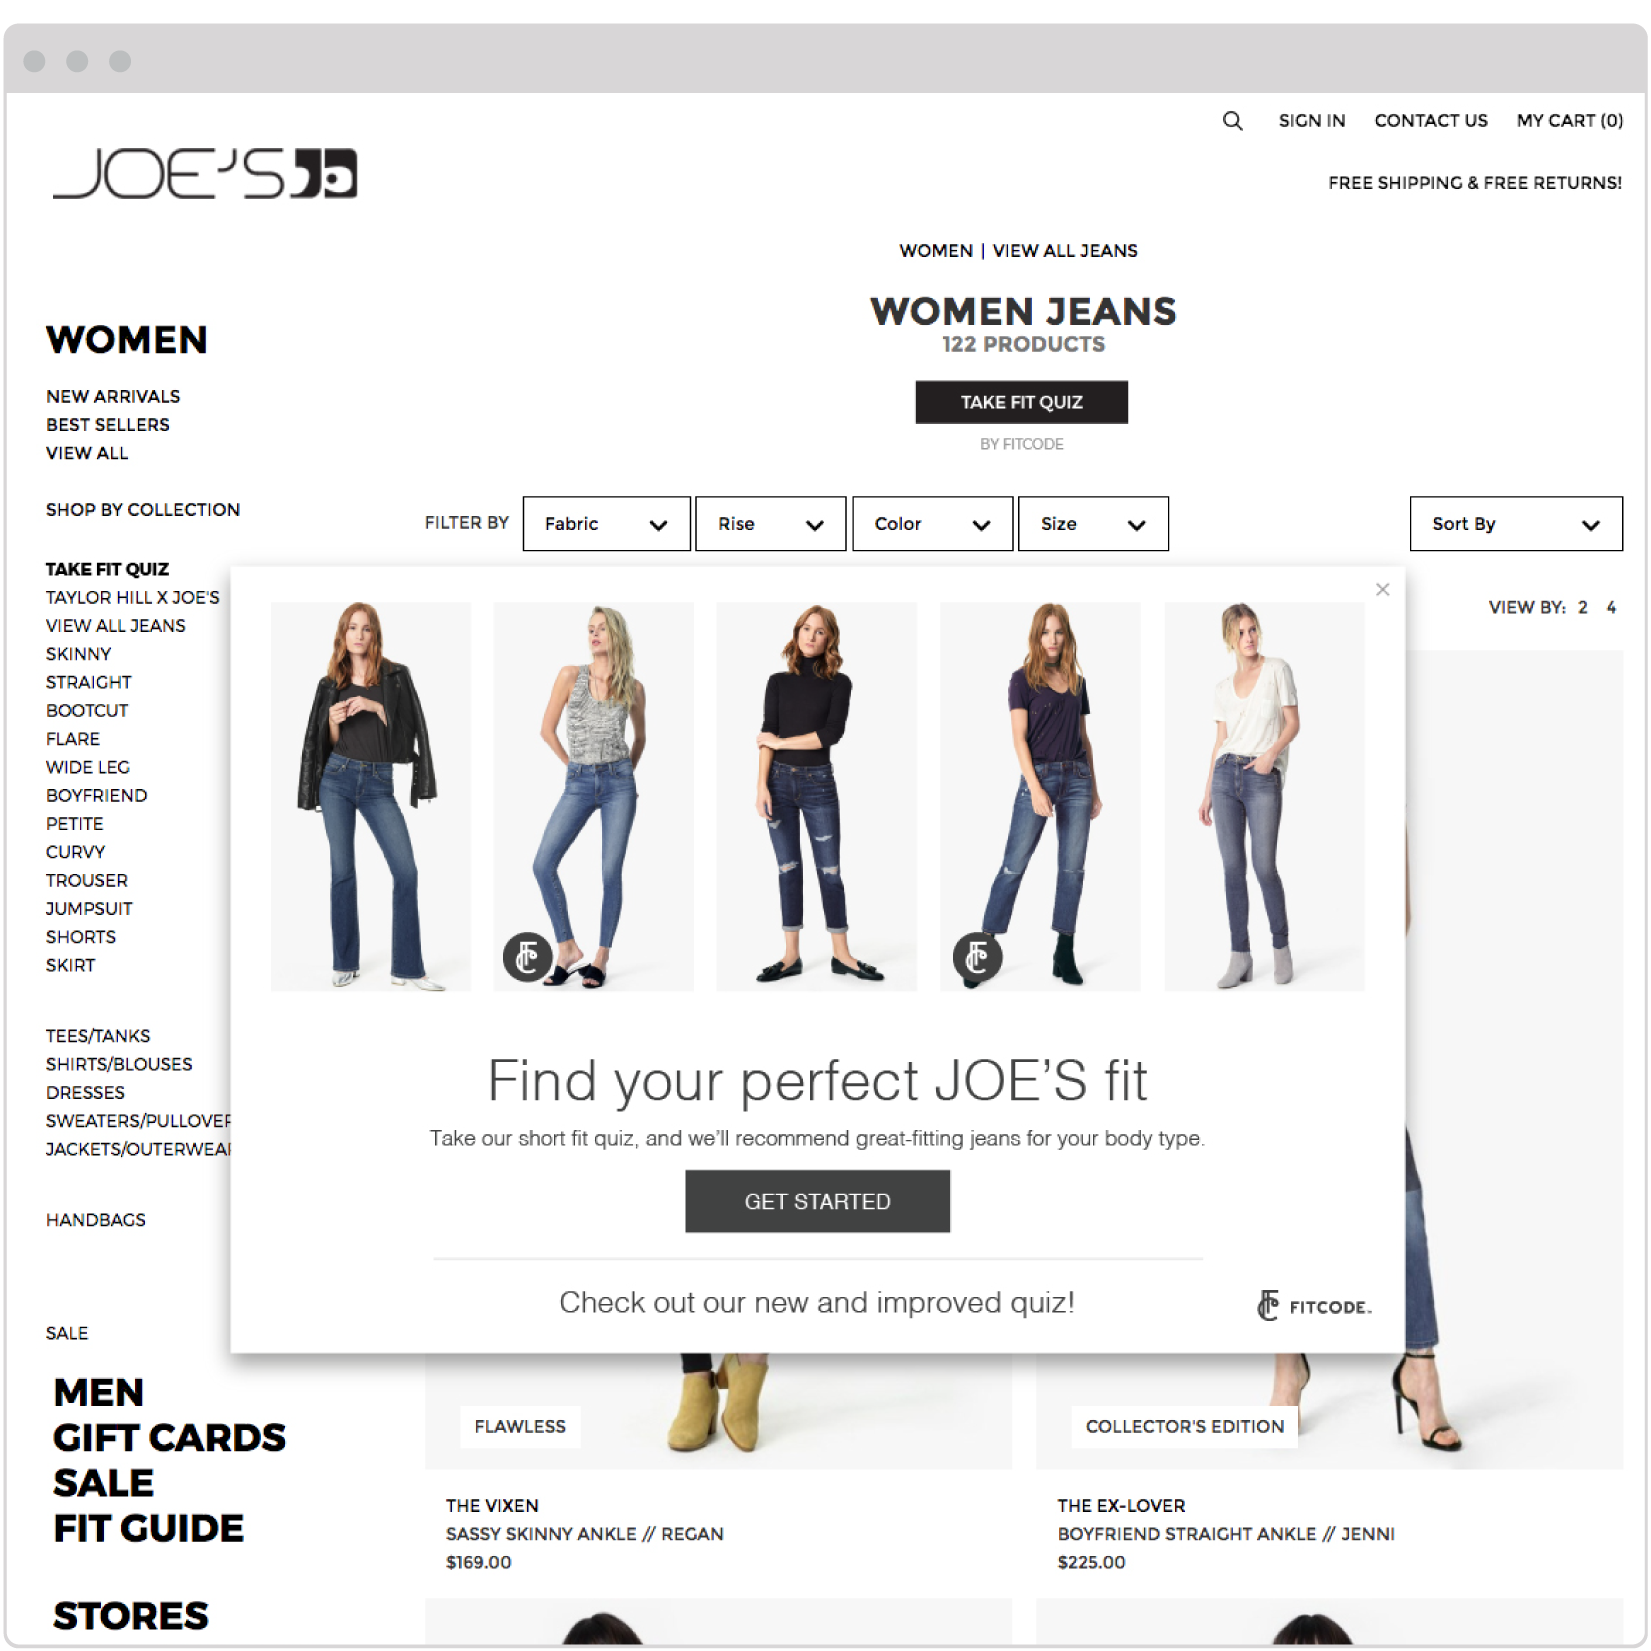 SIGN IN CONTACT US MY CART (0)
JOE'S
FREE SHIPPING & FREE RETURNS!
WOMEN | VIEW ALL JEANS
WOMEN JEANS
122 PRODUCTS
TAKE FIT QUIZ
BY FITCODE
WOMEN
NEW ARRIVALS
BEST SELLERS
VIEW ALL
SHOP BY COLLECTION
TAKE FIT QUIZ
TAYLOR HILL X JOE'S
VIEW ALL JEANS
SKINNY
STRAIGHT
BOOTCUT
FLARE
WIDE LEG
BOYFRIEND
PETITE
CURVY
TROUSER
JUMPSUIT
SHORTS
SKIRT
TEES/TANKS
SHIRTS/BLOUSES
DRESSES
SWEATERS/PULLOVER
JACKETS/OUTERWEAR
HANDBAGS
SALE
MEN
GIFT CARDS
SALE
FIT GUIDE
STORES
FILTER BY Fabric Rise Color Size Sort By
VIEW BY: 2 4
Find your perfect JOE'S fit
Take our short fit quiz, and we'll recommend great-fitting jeans for your body type.
GET STARTED
Check out our new and improved quiz!
FITCODE
FLAWLESS
THE VIXEN
SASSY SKINNY ANKLE // REGAN
$169.00
COLLECTOR'S EDITION
THE EX-LOVER
BOYFRIEND STRAIGHT ANKLE // JENNI
$225.00